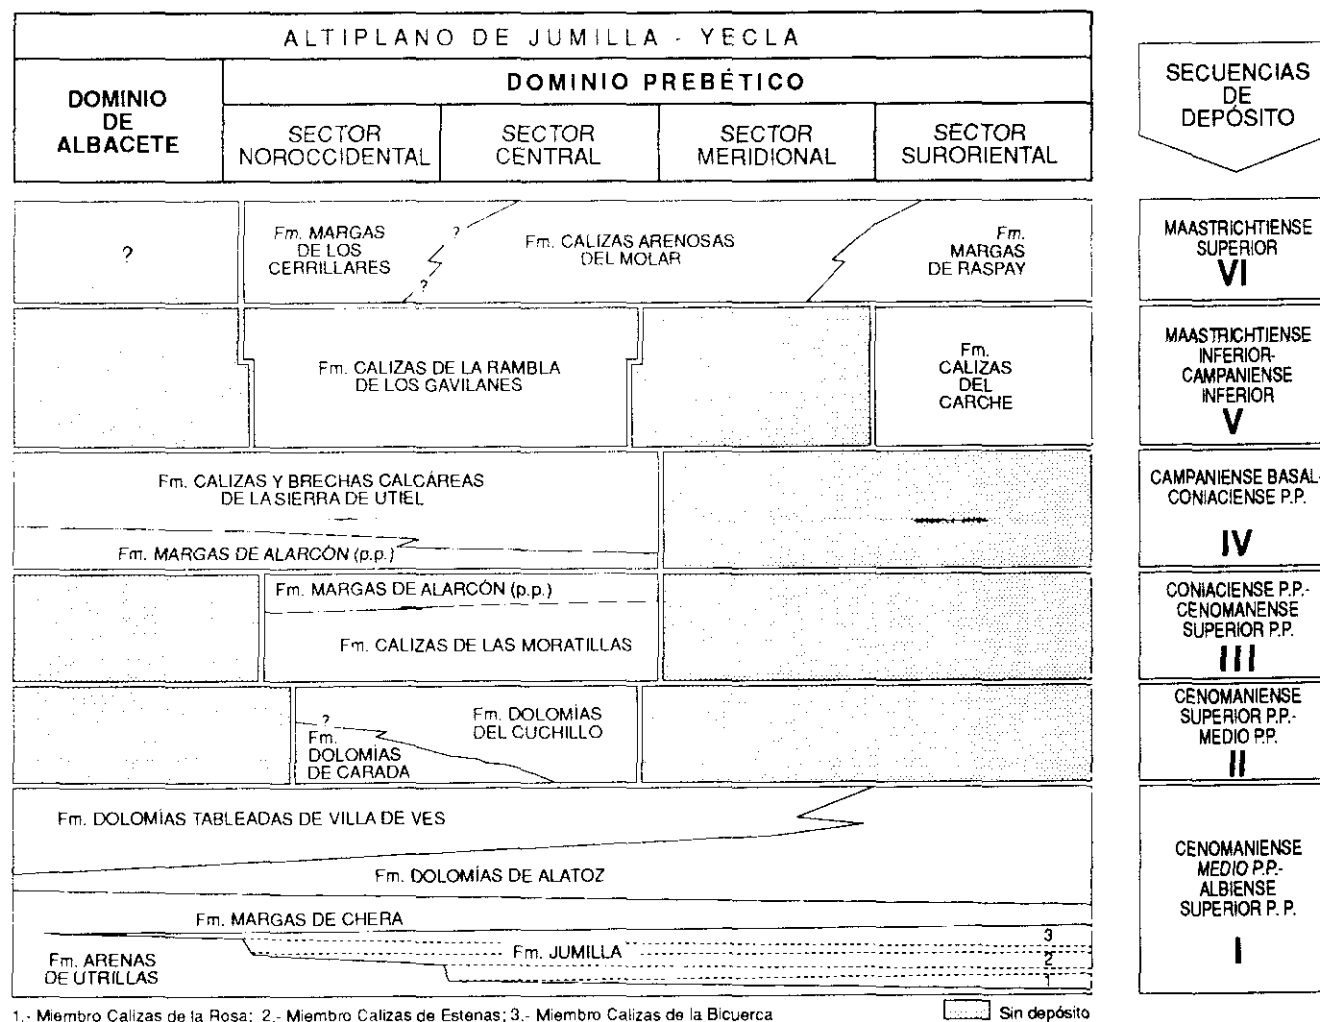 ALTIPLANO DE JUMILLA - YECLA
DOMINIO
DE
ALBACETE
DOMINIO PREBÉTICO
SECTOR
NOROCCIDENTAL
SECTOR
CENTRAL
SECTOR
MERIDIONAL
SECTOR
SURORIENTAL
SECUENCIAS
DE
DEPÓSITO
?
Fm. MARGAS
DE LOS
CERRILLARES
?
?
Fm. CALIZAS ARENOSAS
DEL MOLAR
Fm.
MARGAS
DE RASPAY
MAASTRICHTIENSE
SUPERIOR
VI
Fm. CALIZAS DE LA RAMBLA
DE LOS GAVILANES
Fm.
CALIZAS
DEL
CARCHE
MAASTRICHTIENSE
INFERIOR-
CAMPANIENSE
INFERIOR
V
Fm. CALIZAS Y BRECHAS CALCÁREAS
DE LA SIERRA DE UTIEL
Fm. MARGAS DE ALARCÓN (p.p.)
CAMPANIENSE BASAL-
CONIACIENSE P.P.
IV
Fm. MARGAS DE ALARCÓN (p.p.)
Fm. CALIZAS DE LAS MORATILLAS
CONIACIENSE P.P.-
CENOMANENSE
SUPERIOR P.P.
III
?
Fm.
DOLOMÍAS
DE CARADA
Fm. DOLOMÍAS
DEL CUCHILLO
CENOMANIENSE
SUPERIOR P.P.-
MEDIO P.P.
II
Fm. DOLOMÍAS TABLEADAS DE VILLA DE VES
Fm. DOLOMÍAS DE ALATOZ
Fm. MARGAS DE CHERA
Fm. ARENAS
DE UTRILLAS
Fm. JUMILLA
3
2
1
CENOMANIENSE
MEDIO P.P.-
ALBIENSE
SUPERIOR P. P.
I
1.- Miembro Calizas de la Rosa; 2.- Miembro Calizas de Estenas; 3.- Miembro Calizas de la Bicuerca
Sin depósito